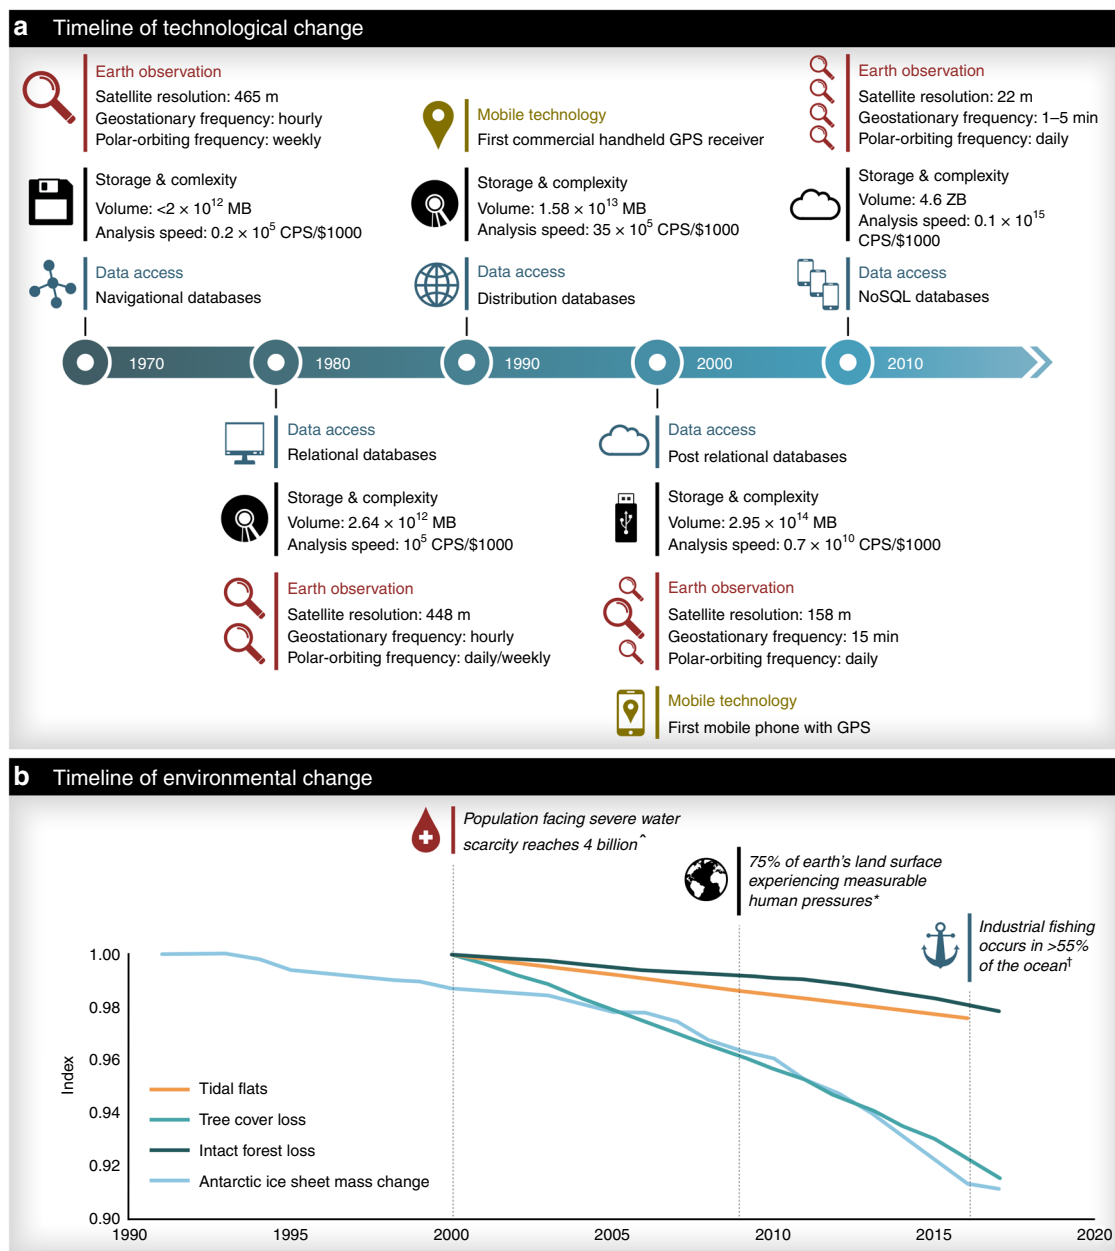 a Timeline of technological change
Earth observation
Satellite resolution: 465 m
Geostationary frequency: hourly
Polar-orbiting frequency: weekly
Storage & comlexity
Volume: <2 × 10^12 MB
Analysis speed: 0.2 × 10^5 CPS/$1000
Data access
Navigational databases
Mobile technology
First commercial handheld GPS receiver
Storage & complexity
Volume: 1.58 × 10^13 MB
Analysis speed: 35 × 10^5 CPS/$1000
Data access
Distribution databases
Earth observation
Satellite resolution: 22 m
Geostationary frequency: 1–5 min
Polar-orbiting frequency: daily
Storage & complexity
Volume: 4.6 ZB
Analysis speed: 0.1 × 10^15
CPS/$1000
Data access
NoSQL databases
1970 1980 1990 2000 2010
Data access
Relational databases
Storage & complexity
Volume: 2.64 × 10^12 MB
Analysis speed: 10^5 CPS/$1000
Earth observation
Satellite resolution: 448 m
Geostationary frequency: hourly
Polar-orbiting frequency: daily/weekly
Data access
Post relational databases
Storage & complexity
Volume: 2.95 × 10^14 MB
Analysis speed: 0.7 × 10^10 CPS/$1000
Earth observation
Satellite resolution: 158 m
Geostationary frequency: 15 min
Polar-orbiting frequency: daily
Mobile technology
First mobile phone with GPS
b Timeline of environmental change
Population facing severe water
scarcity reaches 4 billion^
75% of earth's land surface
experiencing measurable
human pressures*
Industrial fishing
occurs in >55%
of the ocean†
1.00
0.98
0.96
0.94
0.92
0.90
Index
Tidal flats
Tree cover loss
Intact forest loss
Antarctic ice sheet mass change
1990 1995 2000 2005 2010 2015 2020